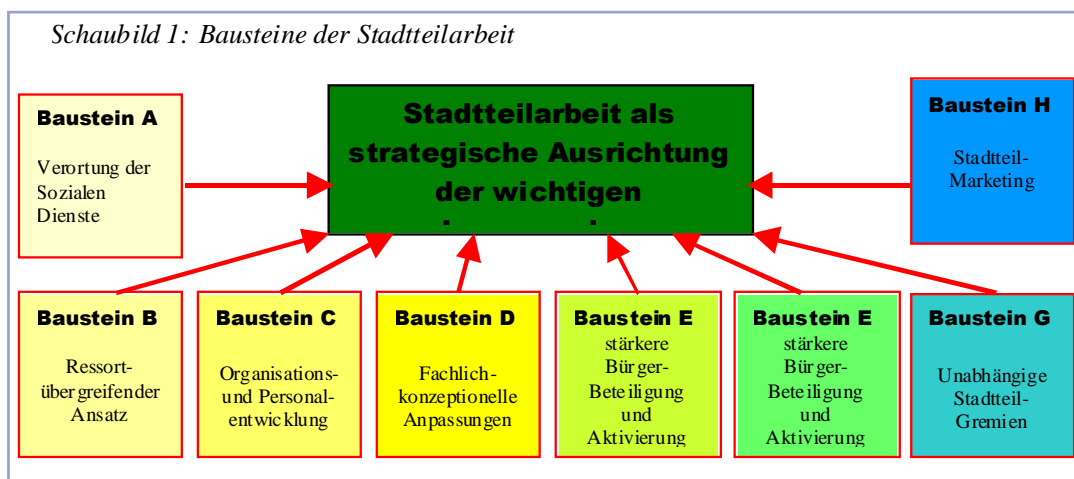 Schaubild 1: Bausteine der Stadtteilarbeit
Baustein A
Verortung der
Sozialen
Dienste
Stadtteilarbeit als
strategische Ausrichtung
der wichtigen
Baustein H
Stadtteil-
Marketing
Baustein B
Ressort-
übergreifender
Ansatz
Baustein C
Organisations-
und Personal-
entwicklung
Baustein D
Fachlich-
konzeptionelle
Anpassungen
Baustein E
stärkere
Bürger-
Beteiligung
und
Aktivierung
Baustein E
stärkere
Bürger-
Beteiligung
und
Aktivierung
Baustein G
Unabhängige
Stadtteil-
Gremien